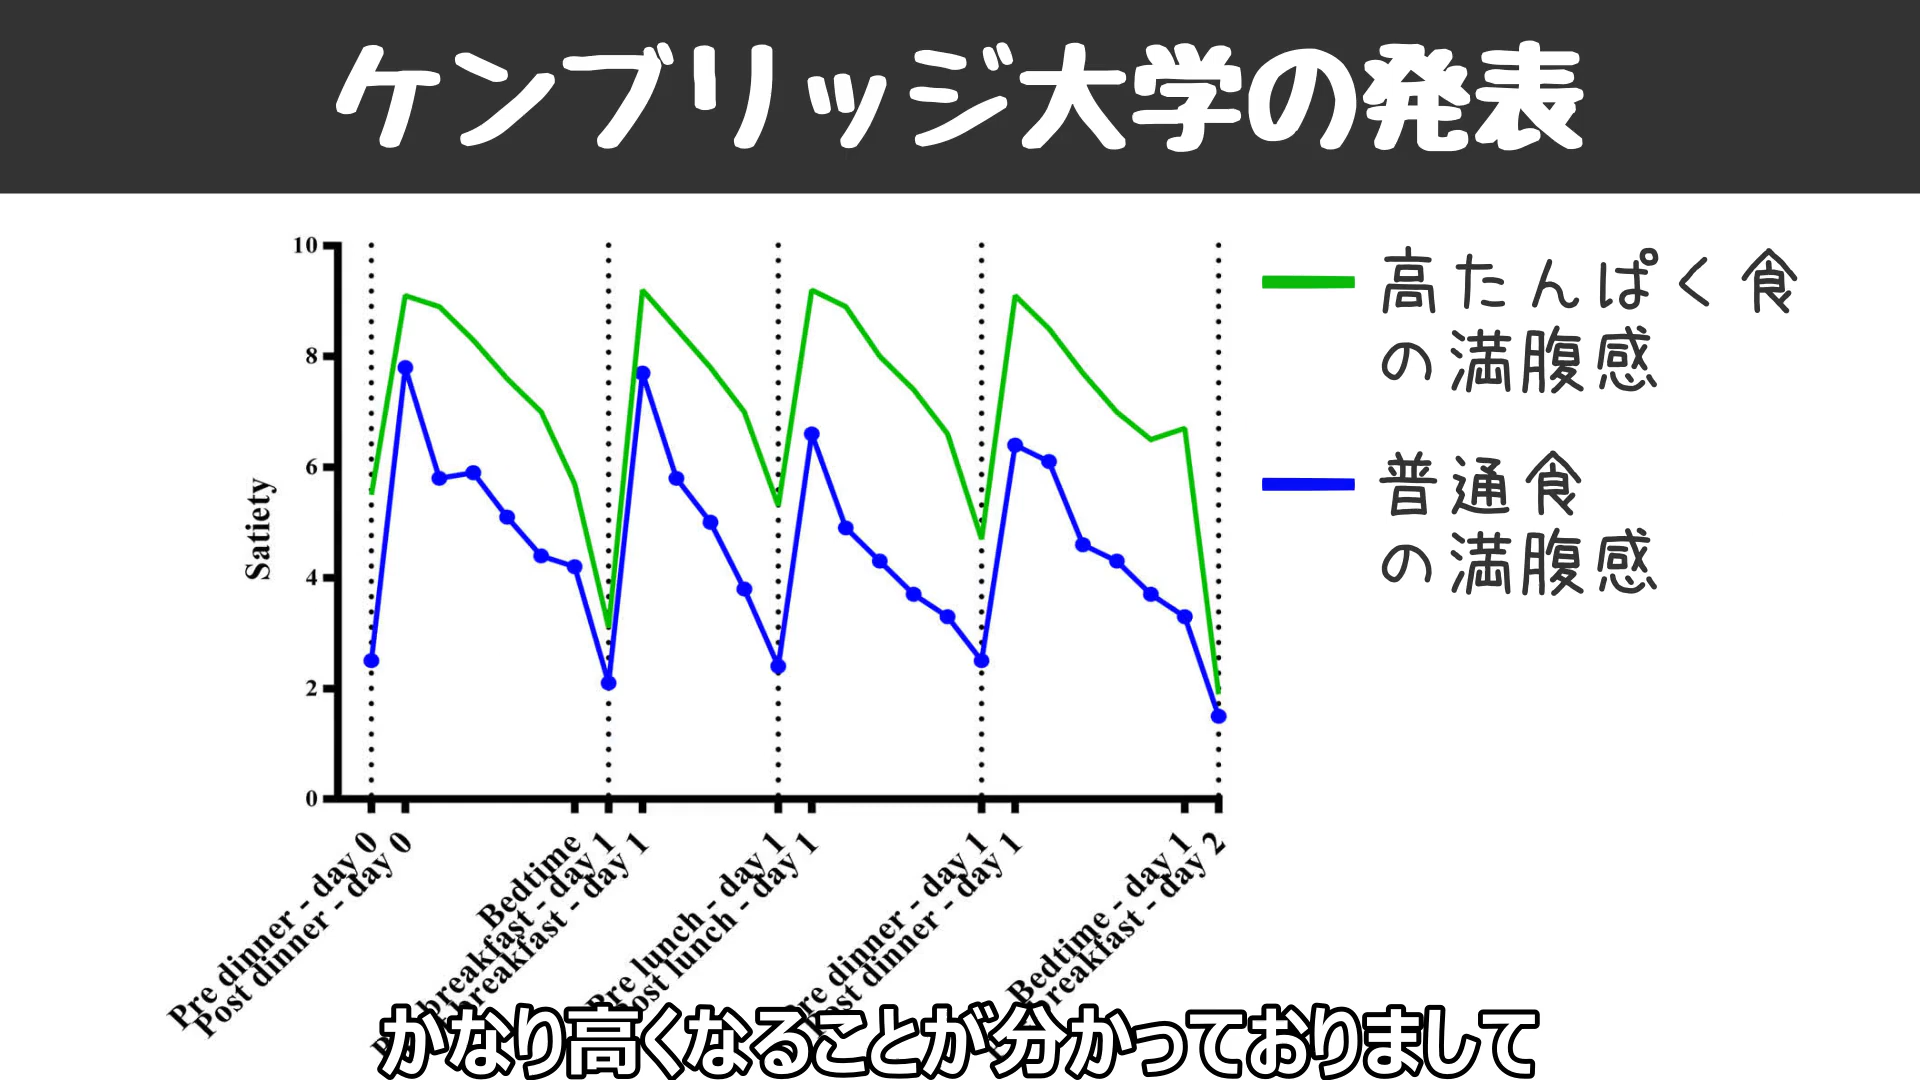 ケンブリッジ大学の発表
10
8
6
4
2
0
Satiety
高たんぱく食
の満腹感
普通食
の満腹感
Pre dinner - day 0
Post dinner - day 0
Bedtime
breakfast - day 1
breakfast - day 1
Pre lunch - day 1
Post lunch - day 1
Pre dinner - day 1
Post dinner - day 1
Bedtime - day 1
breakfast - day 2
かなり高くなることが分かっておりまして